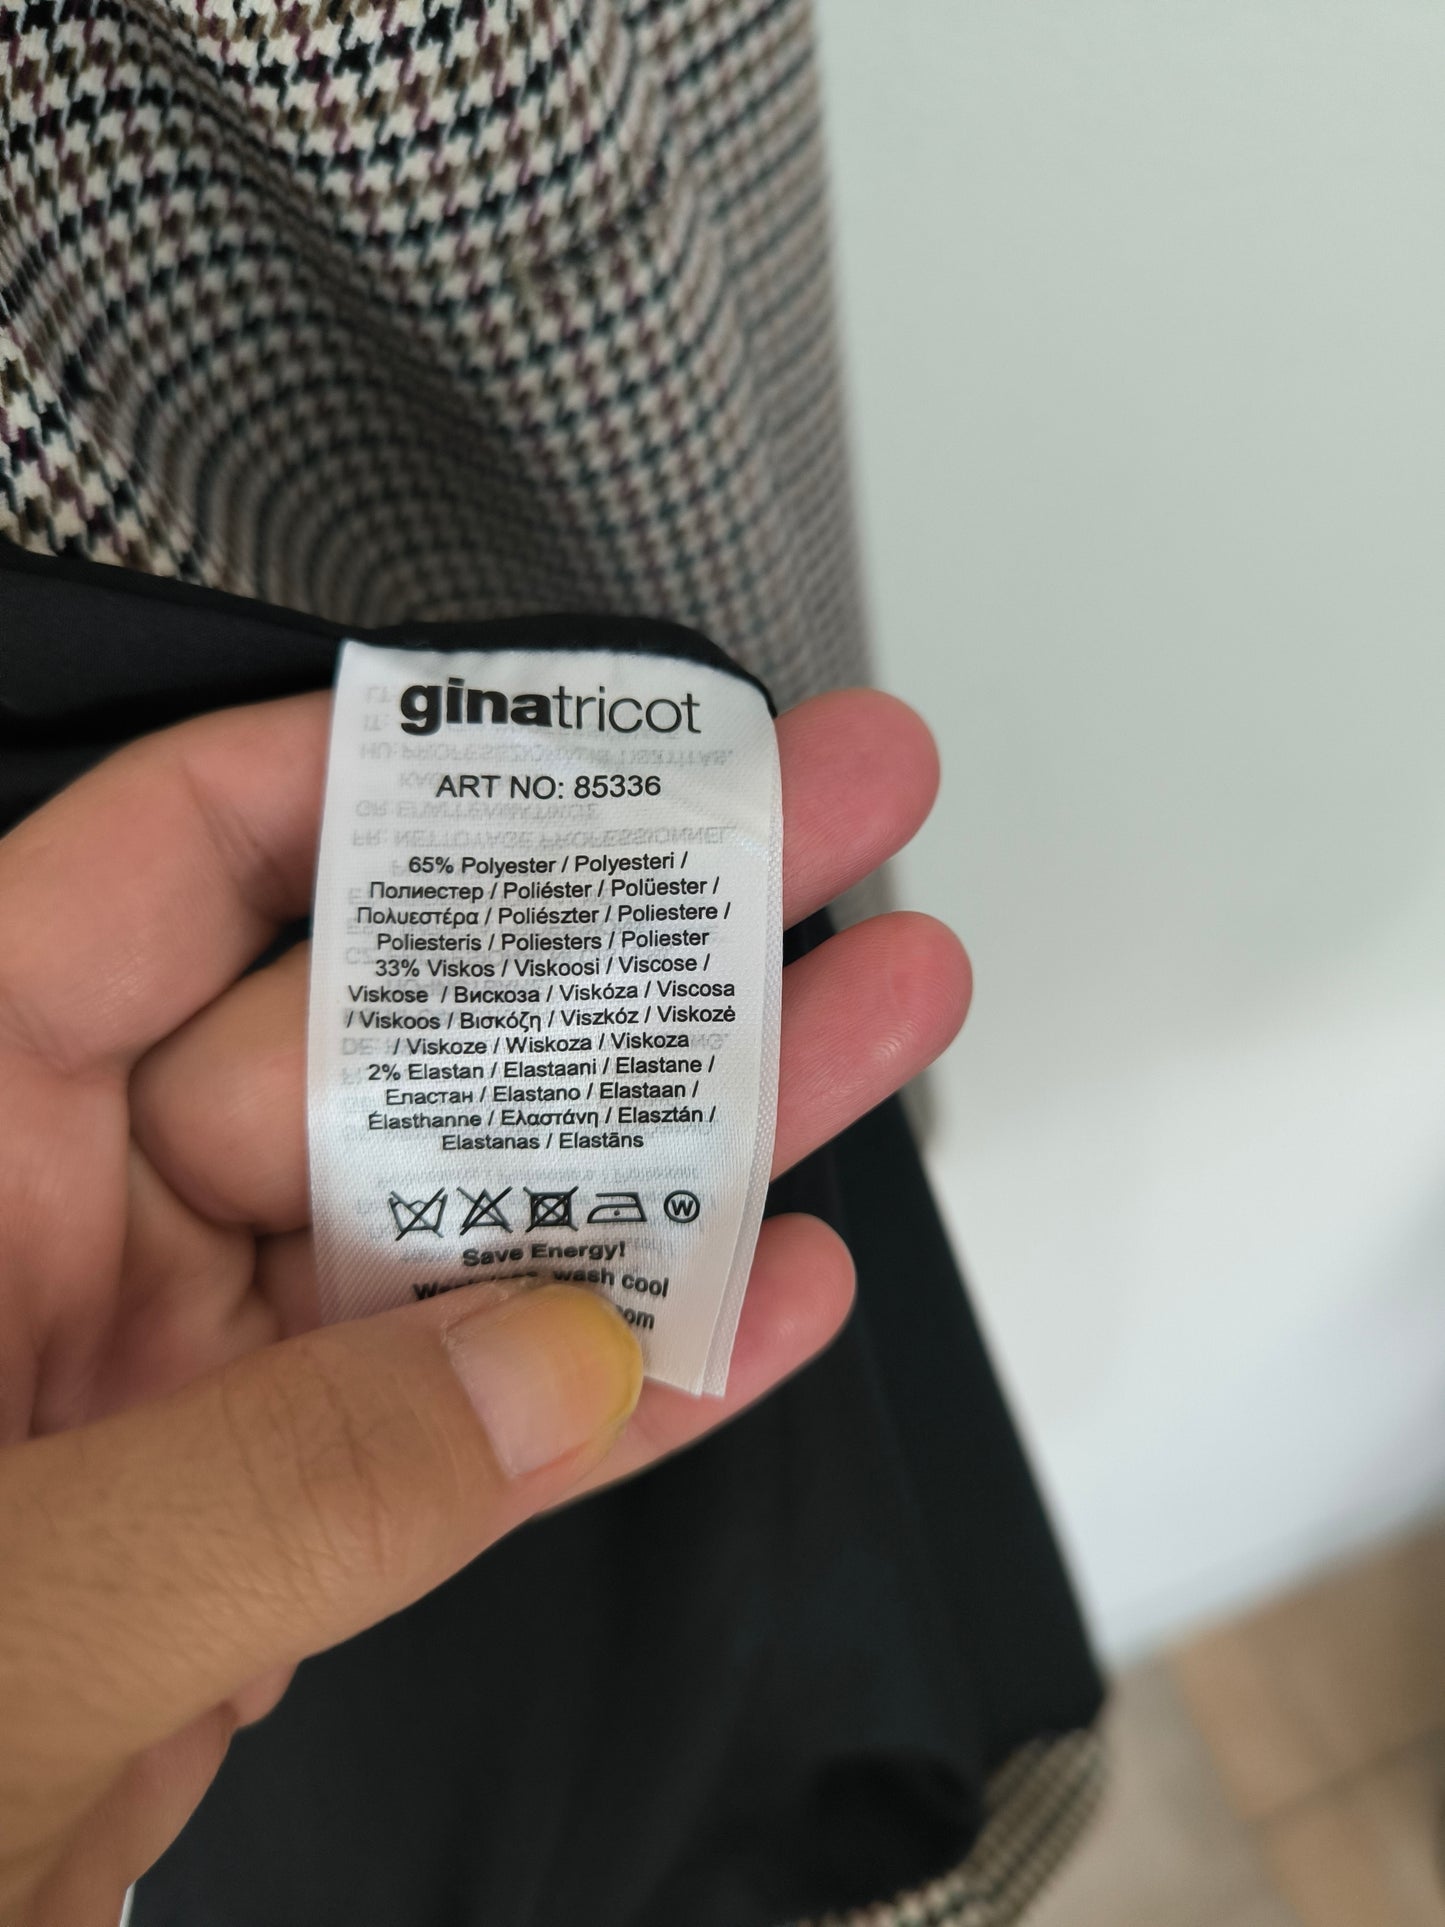 ginatricot
ART NO: 85336
65% Polyester / Polyesteri /
Полиестер / Poliéster / Polüester /
Πολυεστέρα / Poliészter / Poliestere /
Poliesteris / Poliesters / Poliester
33% Viskos / Viskoosi / Viscose /
Viskose / Вискоза / Viskóza / Viscosa
/ Viskoos / Βισκόζη / Viszkóz / Viskozė
/ Viskoze / Wiskoza / Viskoza
2% Elastan / Elastaani / Elastane /
Еластан / Elastano / Elastaan /
Élasthanne / Ελαστάνη / Elasztán /
Elastanas / Elastāns
W
Save Energy!
wash cool